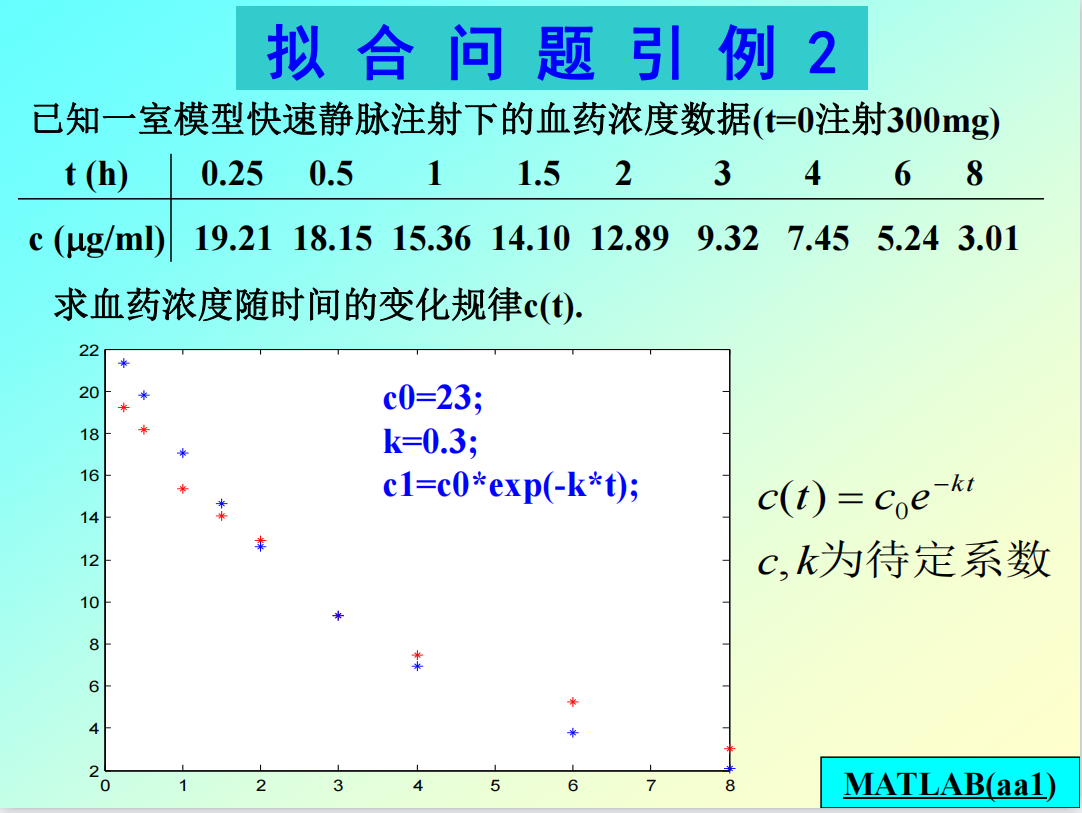 拟合问题引例 2
已知一室模型快速静脉注射下的血药浓度数据(t=0注射300mg)
t (h) 0.25 0.5 1 1.5 2 3 4 6 8
c (μg/ml) 19.21 18.15 15.36 14.10 12.89 9.32 7.45 5.24 3.01
求血药浓度随时间的变化规律c(t).
22
20
18
16
14
12
10
8
6
4
2
0 1 2 3 4 5 6 7 8
c0=23;
k=0.3;
c1=c0*exp(-k*t);
c(t) = c₀e⁻ᵏᵗ
c,k为待定系数
MATLAB(aa1)